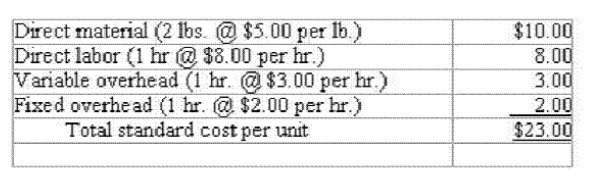 Direct material (2 lbs. @ $5.00 per lb.) $10.00
Direct labor (1 hr @ $8.00 per hr.) 8.00
Variable overhead (1 hr. @ $3.00 per hr.) 3.00
Fixed overhead (1 hr. @ $2.00 per hr.) 2.00
Total standard cost per unit $23.00